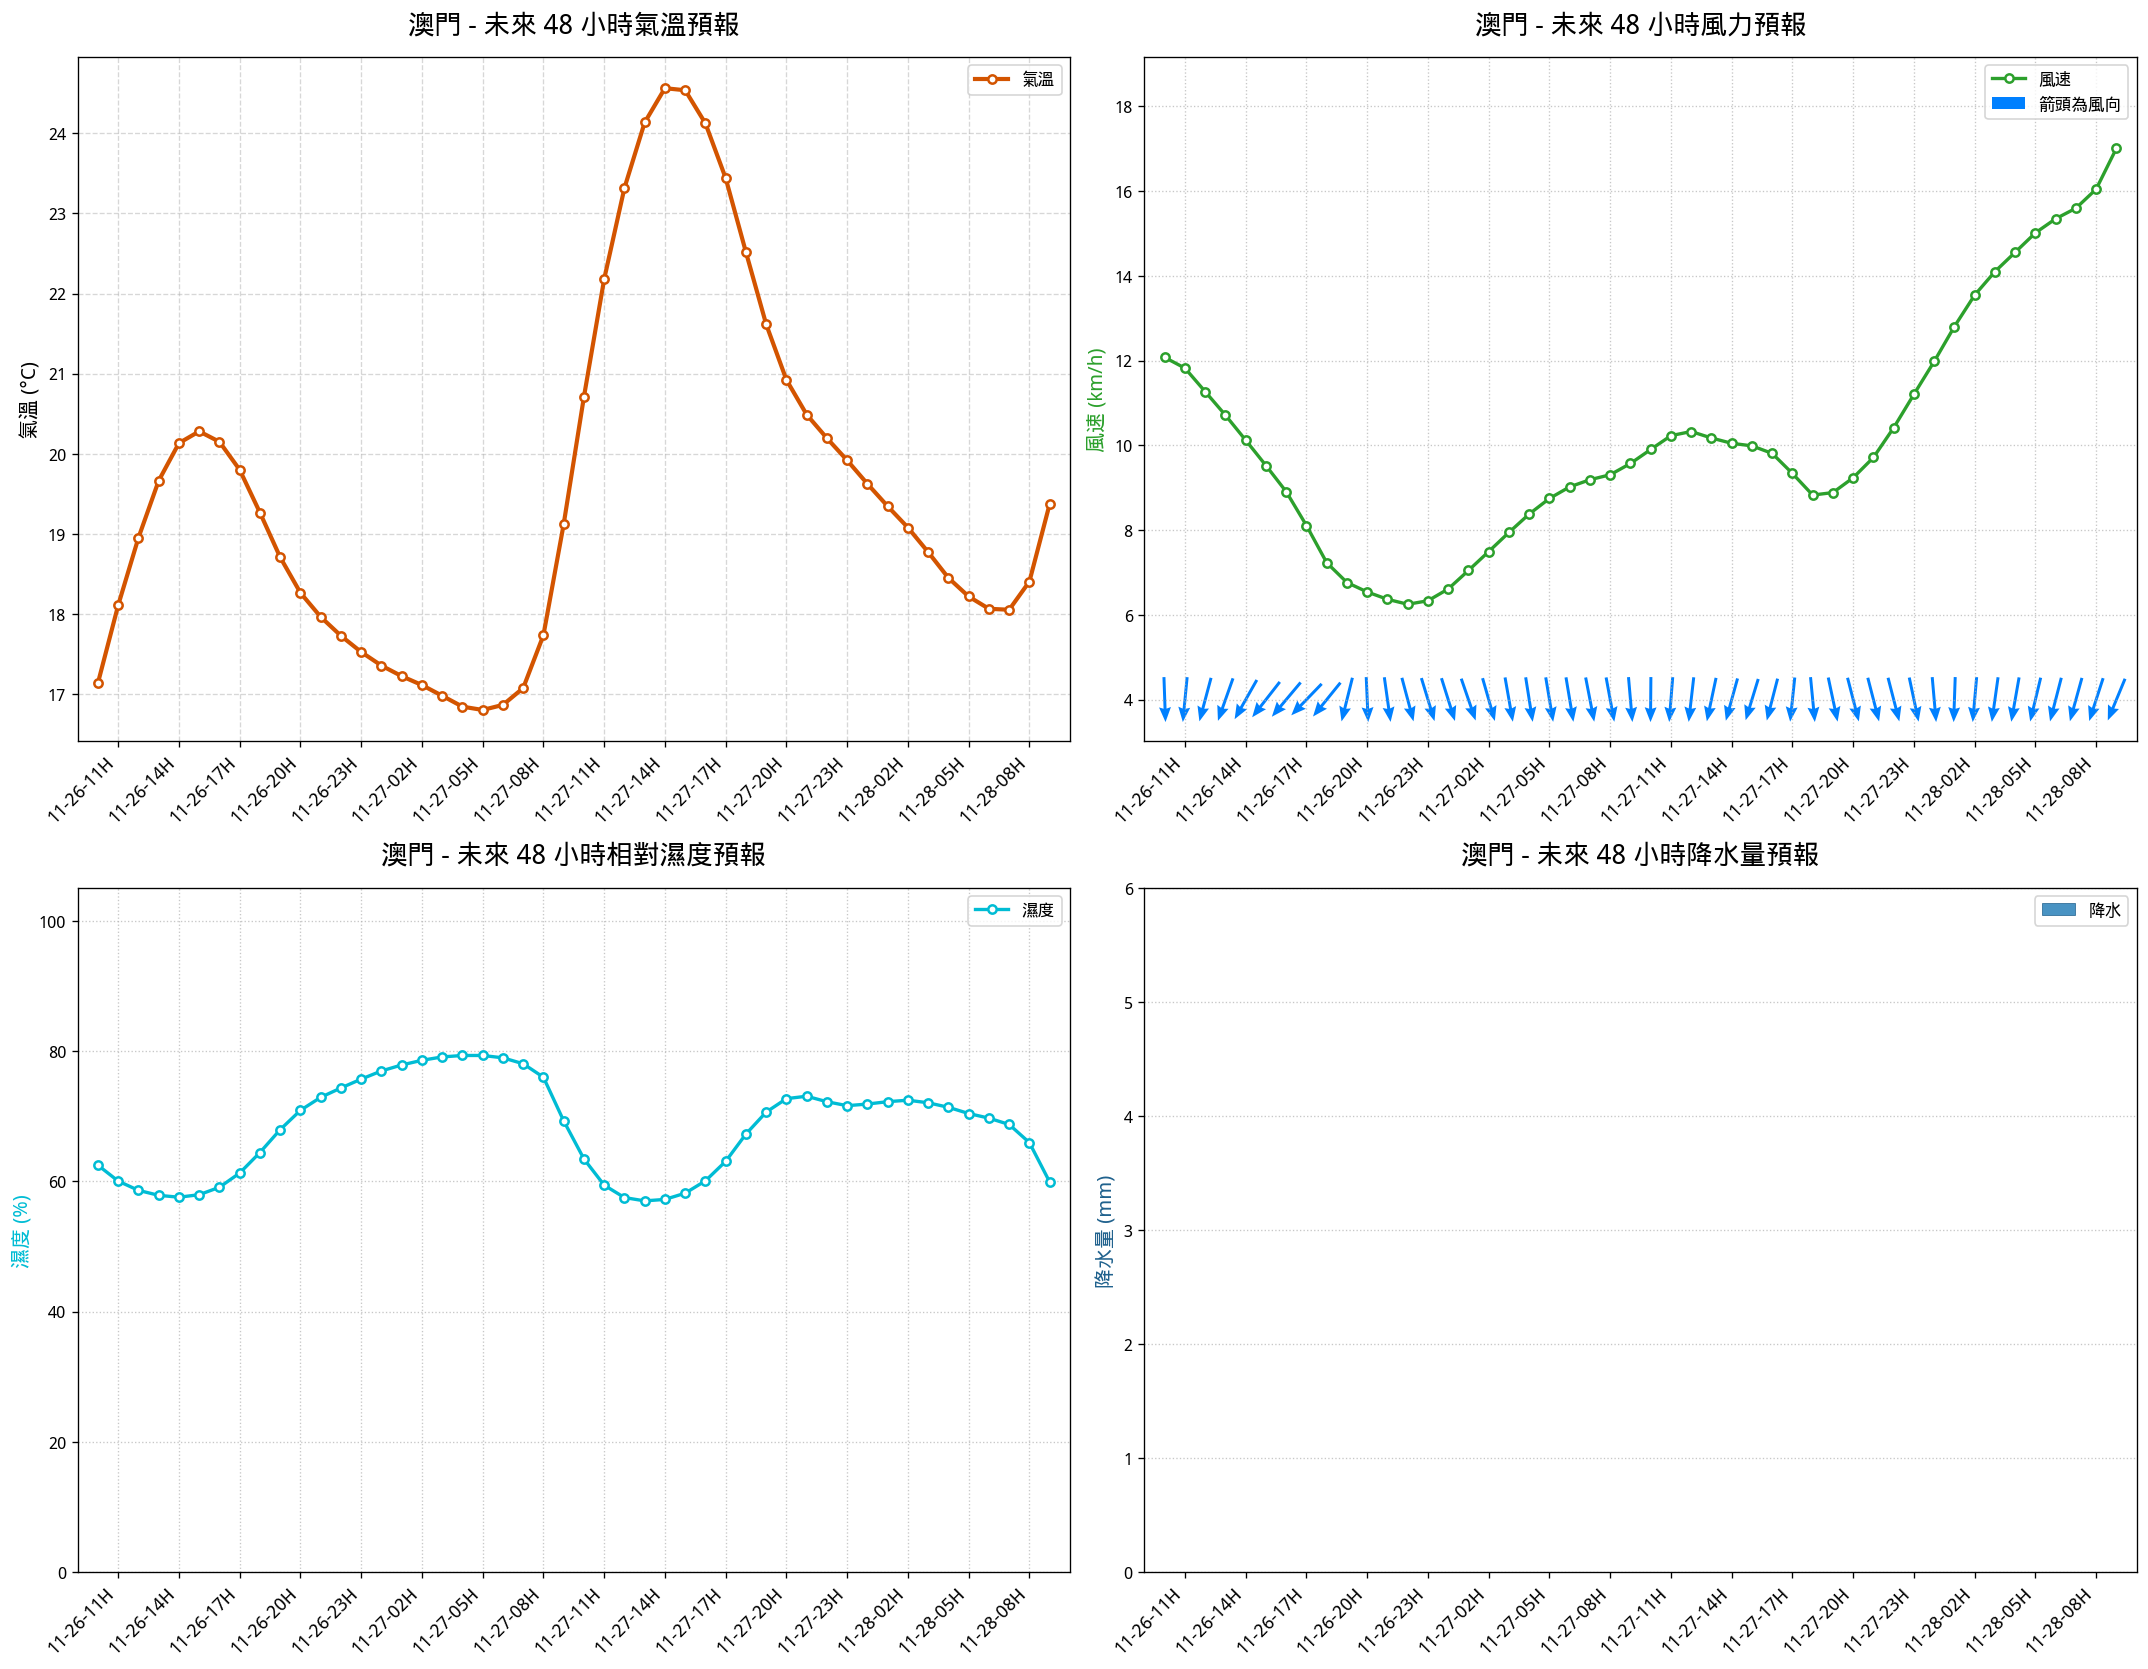 澳門 - 未來 48 小時氣溫預報
氣溫
氣溫 (°C)
24
23
22
21
20
19
18
17
11-26-11H
11-26-14H
11-26-17H
11-26-20H
11-26-23H
11-27-02H
11-27-05H
11-27-08H
11-27-11H
11-27-14H
11-27-17H
11-27-20H
11-27-23H
11-28-02H
11-28-05H
11-28-08H
澳門 - 未來 48 小時風力預報
風速
箭頭為風向
風速 (km/h)
18
16
14
12
10
8
6
4
11-26-11H
11-26-14H
11-26-17H
11-26-20H
11-26-23H
11-27-02H
11-27-05H
11-27-08H
11-27-11H
11-27-14H
11-27-17H
11-27-20H
11-27-23H
11-28-02H
11-28-05H
11-28-08H
澳門 - 未來 48 小時相對濕度預報
濕度
濕度 (%)
100
80
60
40
20
0
11-26-11H
11-26-14H
11-26-17H
11-26-20H
11-26-23H
11-27-02H
11-27-05H
11-27-08H
11-27-11H
11-27-14H
11-27-17H
11-27-20H
11-27-23H
11-28-02H
11-28-05H
11-28-08H
澳門 - 未來 48 小時降水量預報
降水
降水量 (mm)
6
5
4
3
2
1
0
11-26-11H
11-26-14H
11-26-17H
11-26-20H
11-26-23H
11-27-02H
11-27-05H
11-27-08H
11-27-11H
11-27-14H
11-27-17H
11-27-20H
11-27-23H
11-28-02H
11-28-05H
11-28-08H